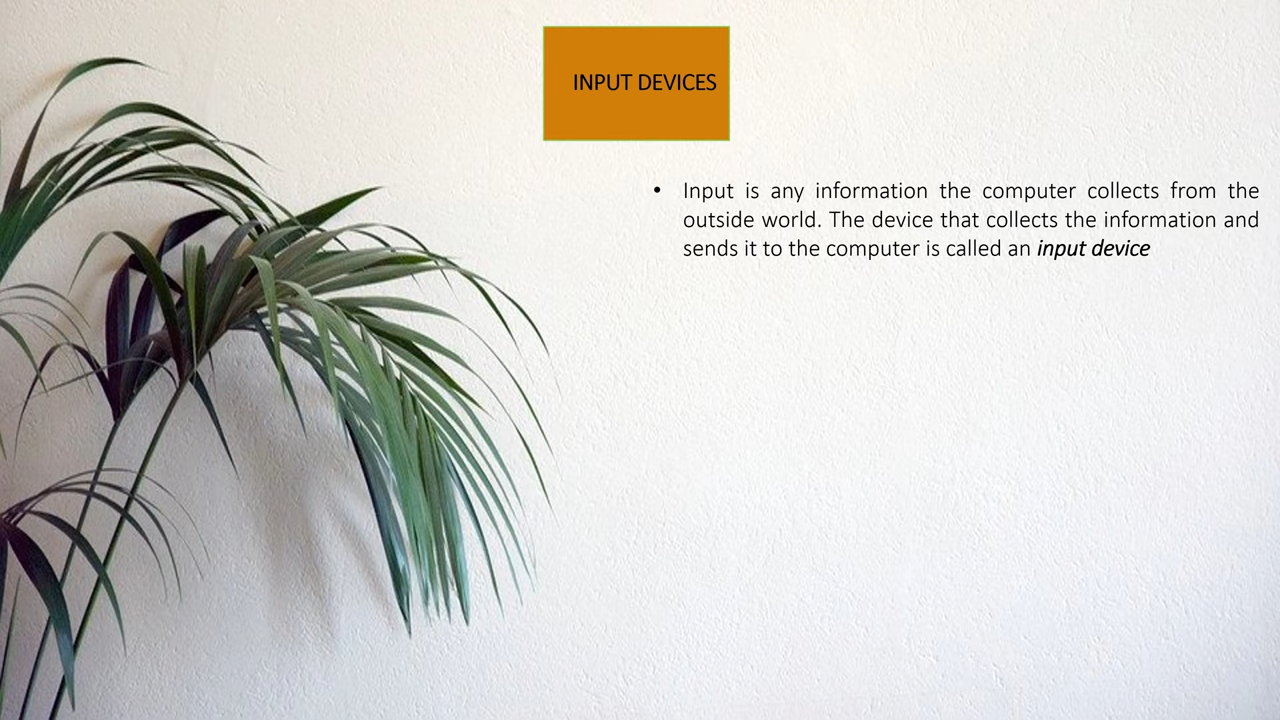 INPUT DEVICES
• Input is any information the computer collects from the
outside world. The device that collects the information and
sends it to the computer is called an input device